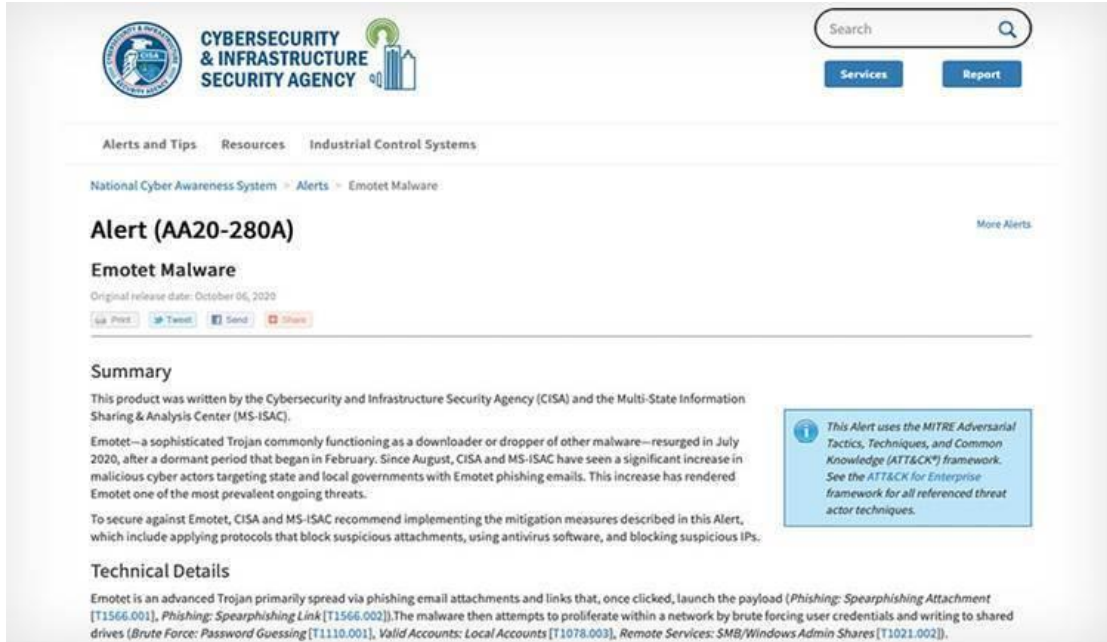 CYBERSECURITY
& INFRASTRUCTURE
SECURITY AGENCY
CISA
Search
Services
Report
Alerts and Tips
Resources
Industrial Control Systems
National Cyber Awareness System > Alerts > Emotet Malware
Alert (AA20-280A)
More Alerts
Emotet Malware
Original release date: October 06, 2020
Print
Tweet
Send
Share
Summary
This product was written by the Cybersecurity and Infrastructure Security Agency (CISA) and the Multi-State Information
Sharing & Analysis Center (MS-ISAC).
Emotet—a sophisticated Trojan commonly functioning as a downloader or dropper of other malware—resurged in July
2020, after a dormant period that began in February. Since August, CISA and MS-ISAC have seen a significant increase in
malicious cyber actors targeting state and local governments with Emotet phishing emails. This increase has rendered
Emotet one of the most prevalent ongoing threats.
To secure against Emotet, CISA and MS-ISAC recommend implementing the mitigation measures described in this Alert,
which include applying protocols that block suspicious attachments, using antivirus software, and blocking suspicious IPs.
This Alert uses the MITRE Adversarial
Tactics, Techniques, and Common
Knowledge (ATT&CK®) framework.
See the ATT&CK for Enterprise
framework for all referenced threat
actor techniques.
Technical Details
Emotet is an advanced Trojan primarily spread via phishing email attachments and links that, once clicked, launch the payload (Phishing: Spearphishing Attachment
[T1566.001], Phishing: Spearphishing Link [T1566.002]).The malware then attempts to proliferate within a network by brute forcing user credentials and writing to shared
drives (Brute Force: Password Guessing [T1110.001], Valid Accounts: Local Accounts [T1078.003], Remote Services: SMB/Windows Admin Shares [T1021.002]).